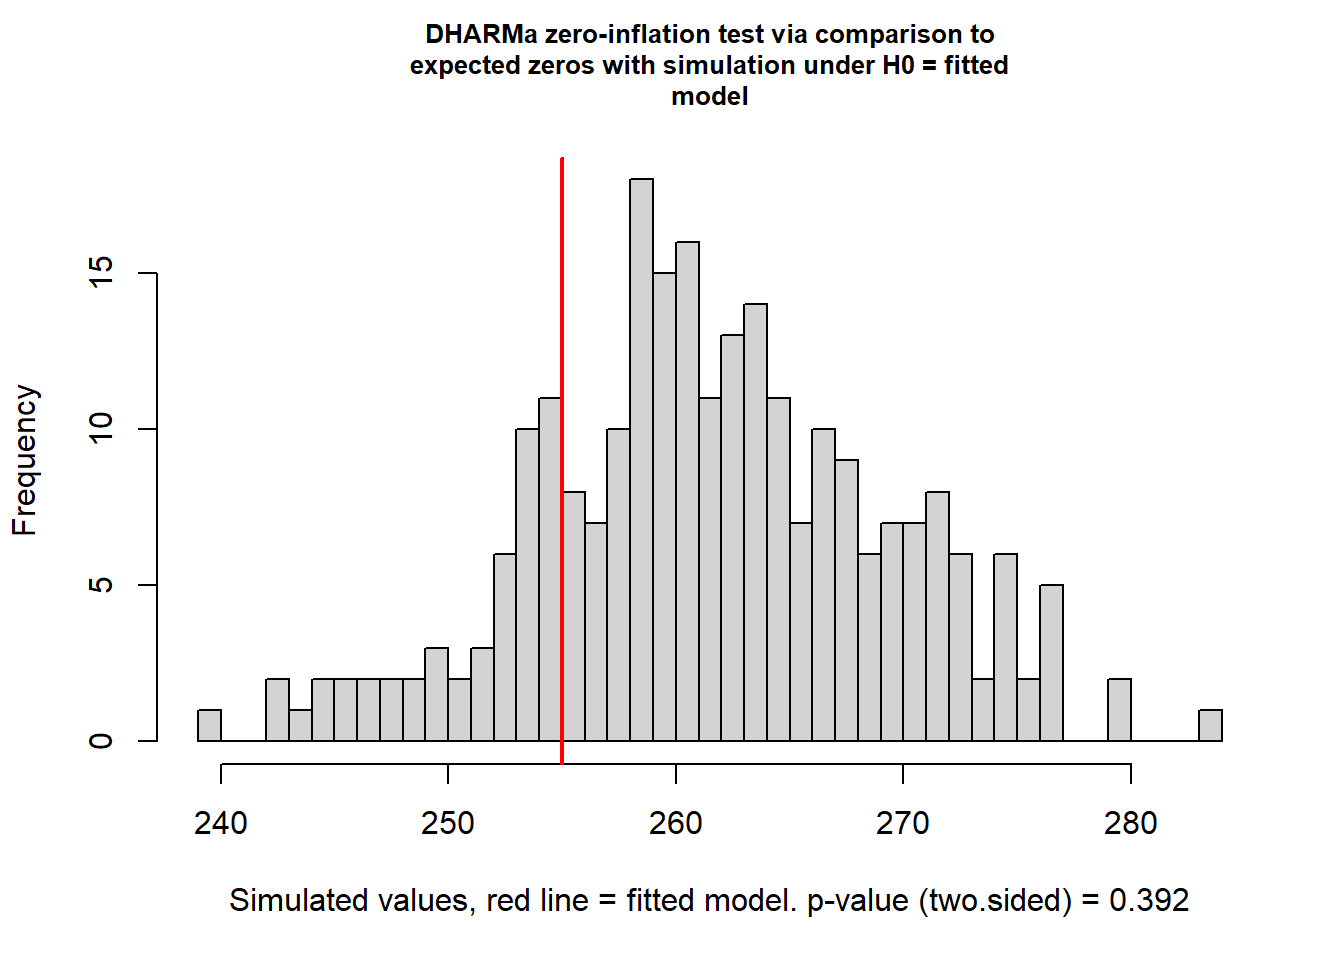 DHARMa zero-inflation test via comparison to
expected zeros with simulation under H0 = fitted
model
Frequency
15
10
5
0
240 250 260 270 280
Simulated values, red line = fitted model. p-value (two.sided) = 0.392